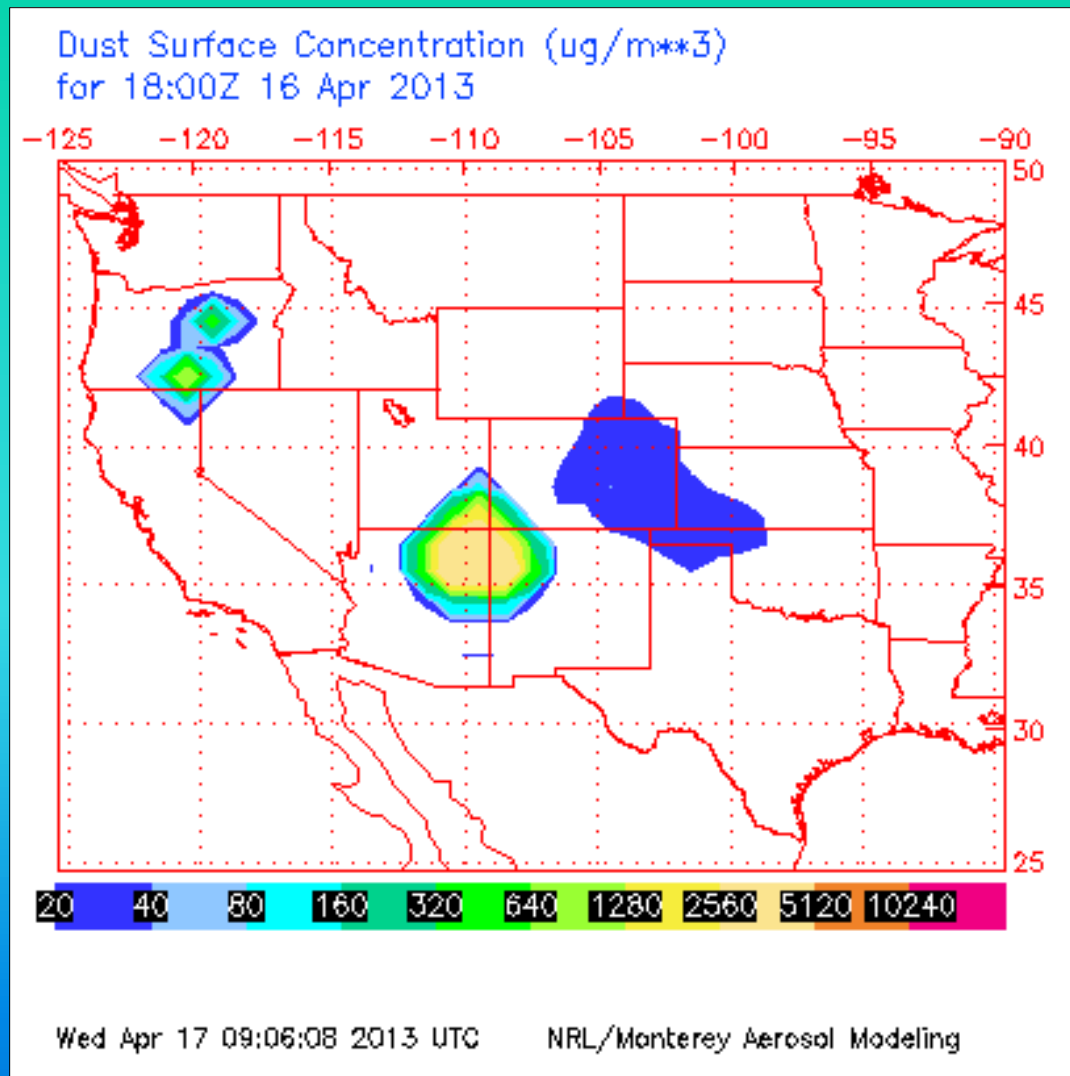 Dust Surface Concentration (ug/m**3)
for 18:00Z 16 Apr 2013
-125 -120 -115 -110 -105 -100 -95 -90
50
45
40
35
30
25
20 40 80 160 320 640 1280 2560 5120 10240
Wed Apr 17 09:06:08 2013 UTC NRL/Monterey Aerosol Modeling